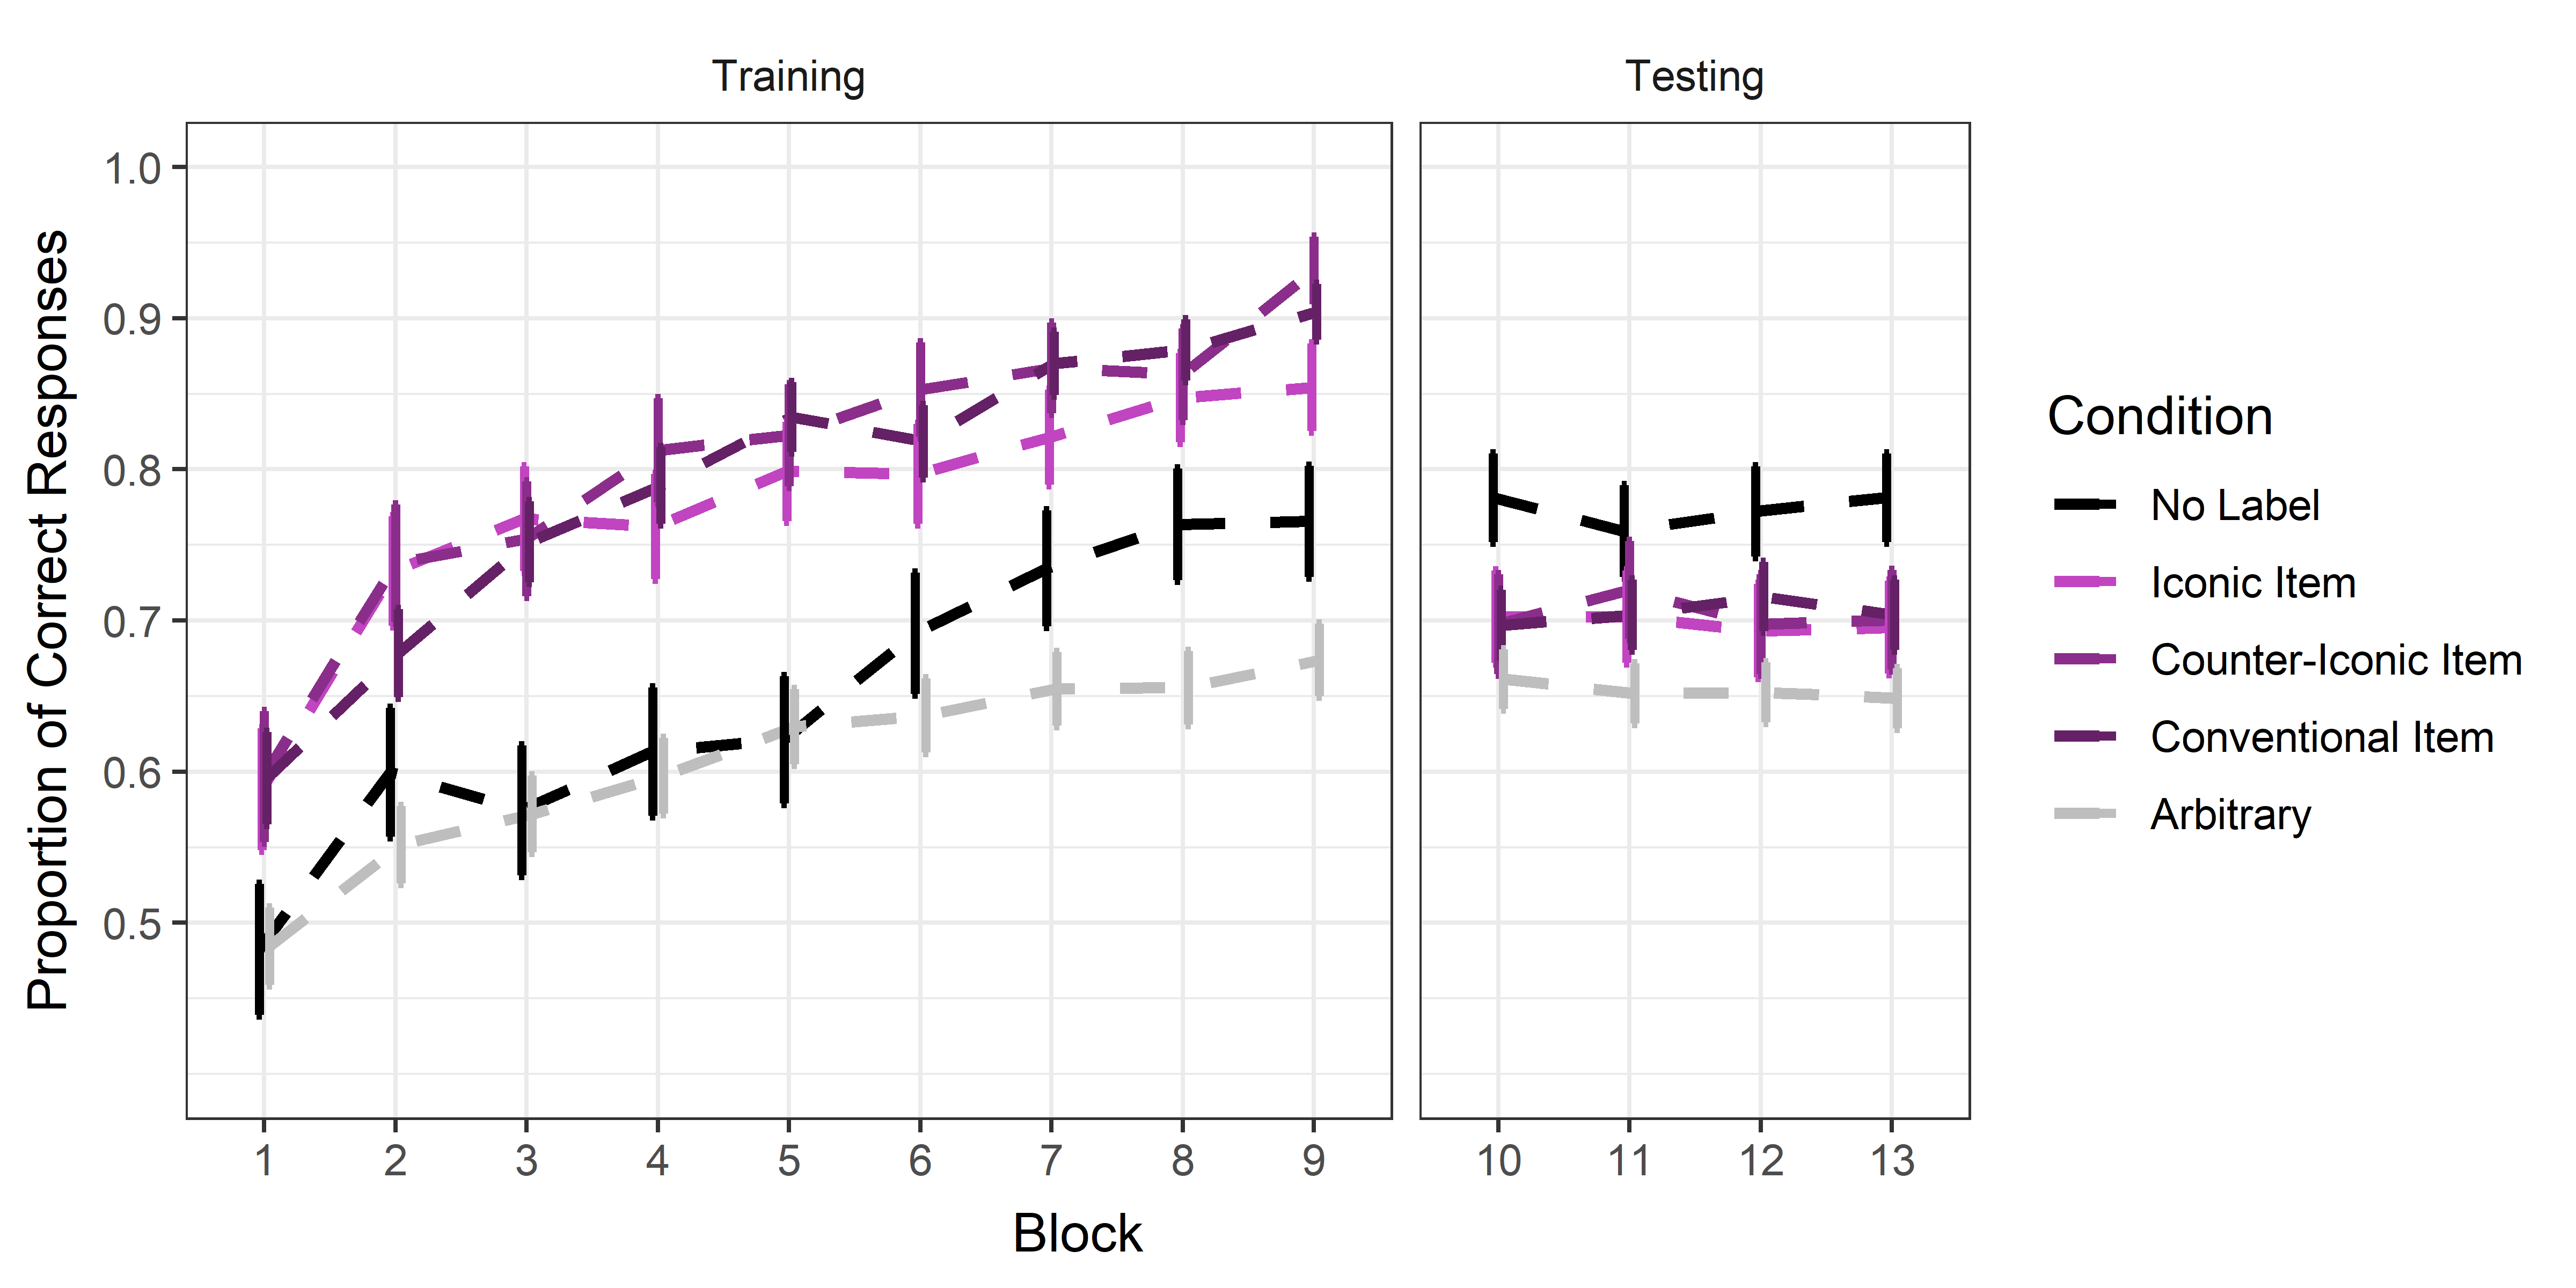 Training
Testing
Proportion of Correct Responses
1.0
0.9
0.8
0.7
0.6
0.5
1 2 3 4 5 6 7 8 9
10 11 12 13
Block
Condition
No Label
Iconic Item
Counter-Iconic Item
Conventional Item
Arbitrary